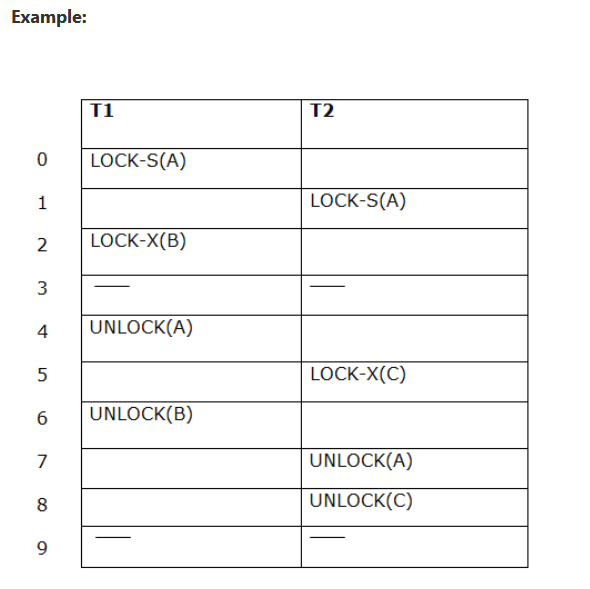 Example:
T1 T2
0 LOCK-S(A)
1 LOCK-S(A)
2 LOCK-X(B)
3 —— ——
4 UNLOCK(A)
5 LOCK-X(C)
6 UNLOCK(B)
7 UNLOCK(A)
8 UNLOCK(C)
9 —— ——